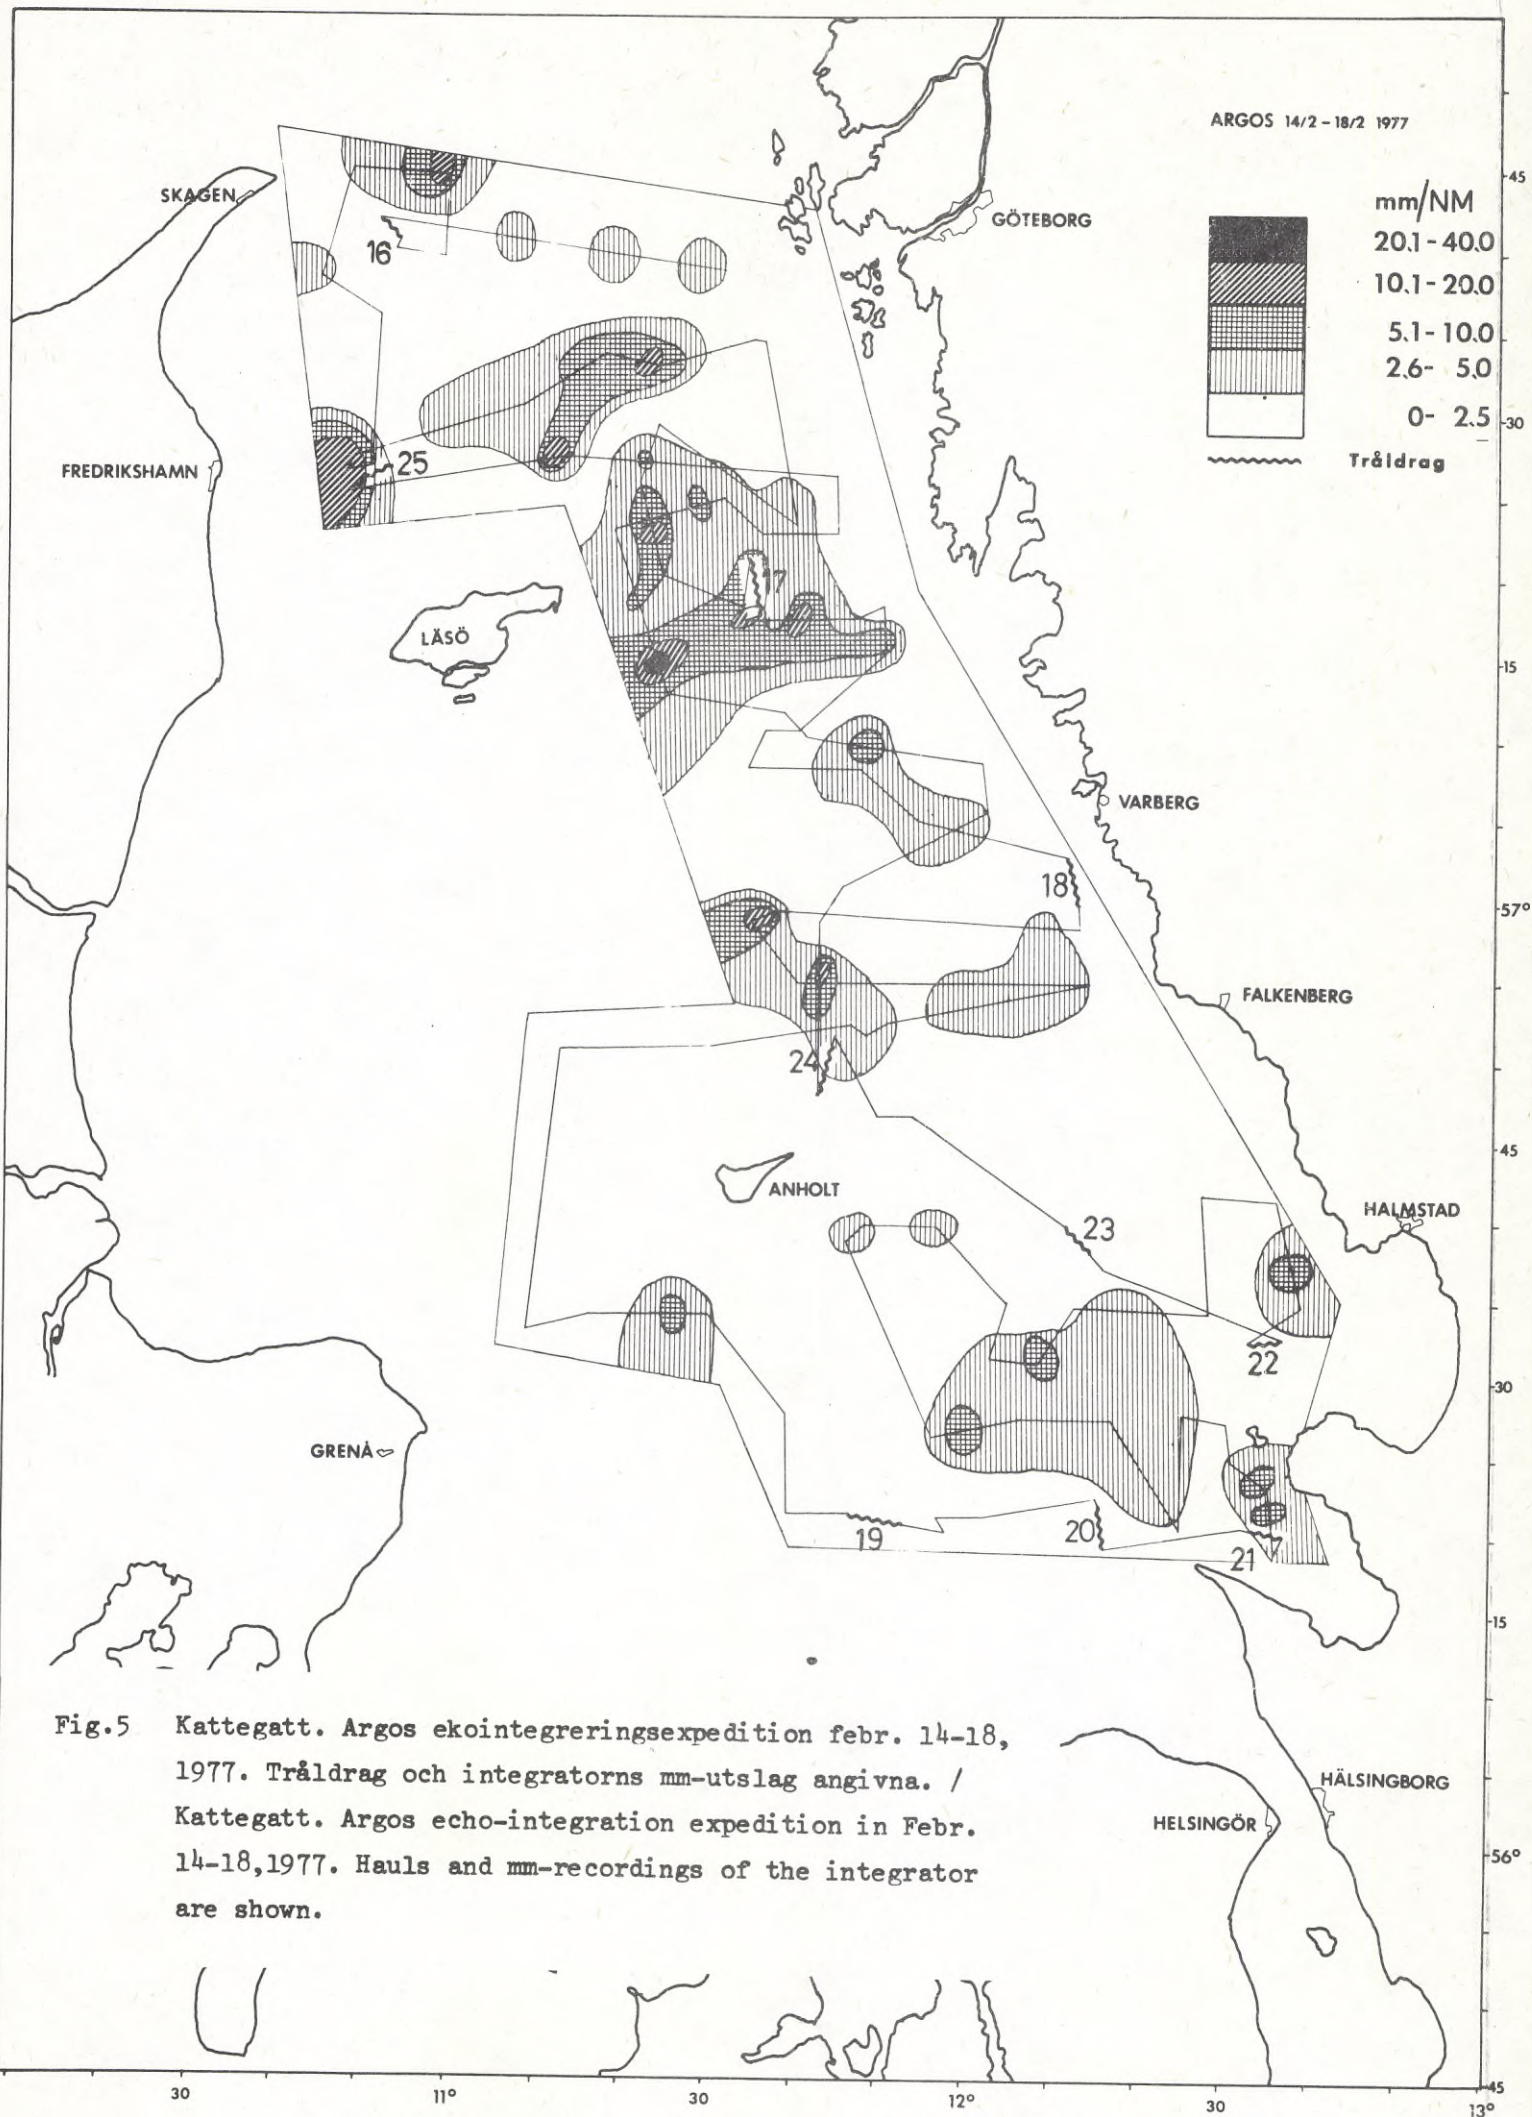 ARGOS 14/2 - 18/2 1977
mm/NM
20.1 - 40.0
10.1 - 20.0
5.1 - 10.0
2.6 - 5.0
0 - 2.5
Tråldrag
SKAGEN
GÖTEBORG
16
FREDRIKSHAMN
25
17
LÄSÖ
VARBERG
18
FALKENBERG
24
ANHOLT
23
HALMSTAD
22
GRENÅ
19
20
21
HÄLSINGBORG
HELSINGÖR
45
30
15
57°
45
30
15
56°
45
30
11°
30
12°
30
13°
Fig.5 Kattegatt. Argos ekointegreringsexpedition febr. 14-18,
1977. Tråldrag och integratorns mm-utslag angivna. /
Kattegatt. Argos echo-integration expedition in Febr.
14-18,1977. Hauls and mm-recordings of the integrator
are shown.